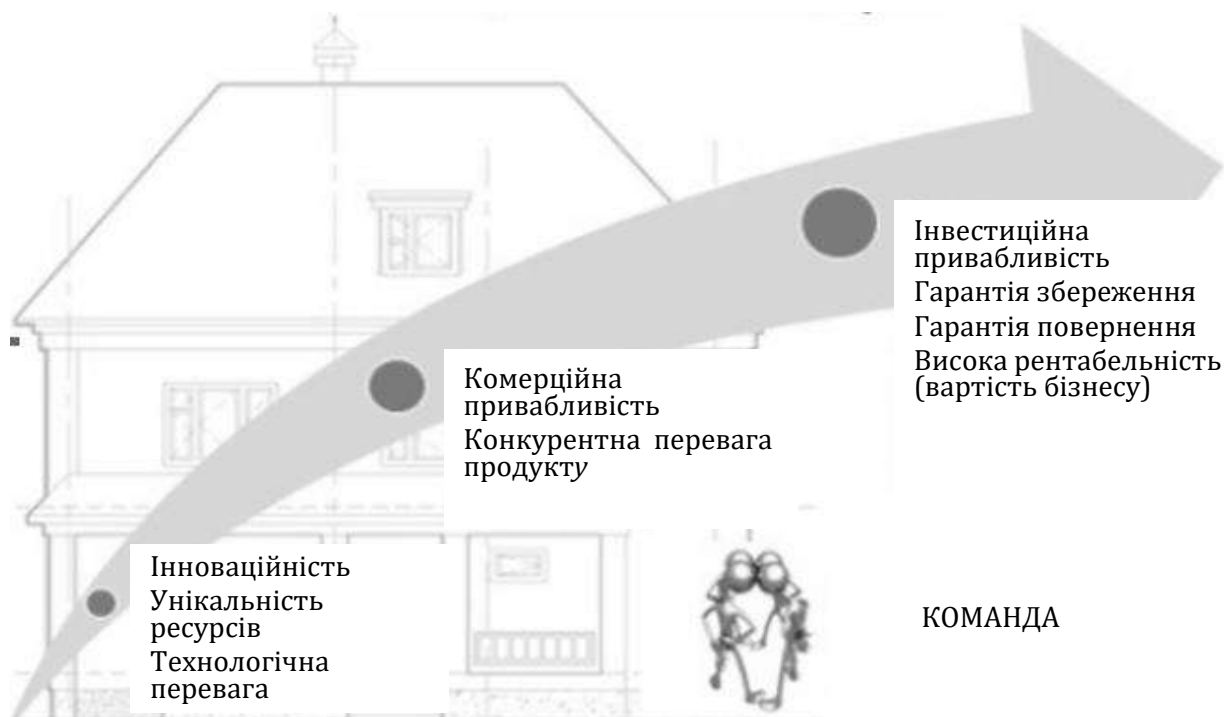 Інвестиційна
привабливість
Гарантія збереження
Гарантія повернення
Висока рентабельність
(вартість бізнесу)
Комерційна
привабливість
Конкурентна перевага
продукту
Інноваційність
Унікальність
ресурсів
Технологічна
перевага
КОМАНДА